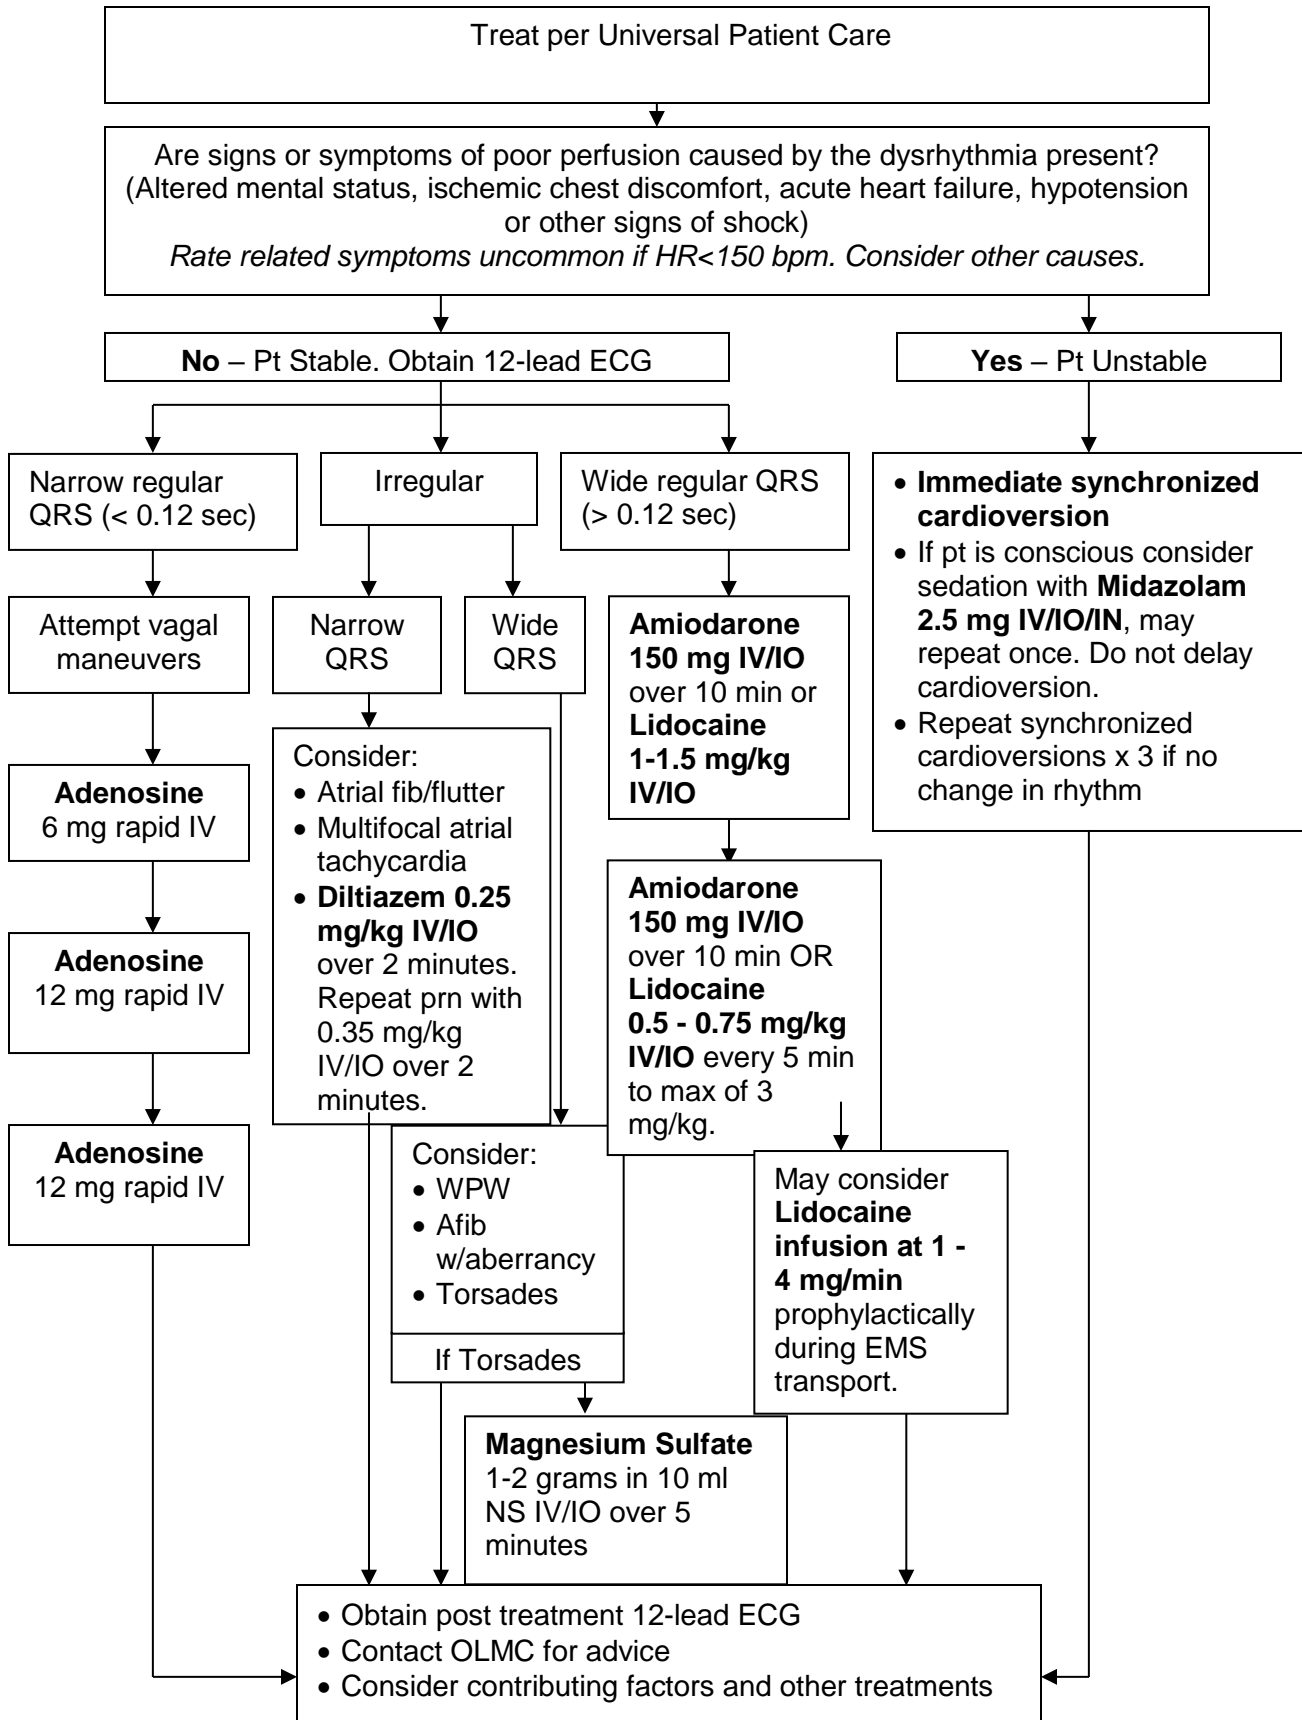 Treat per Universal Patient Care
Are signs or symptoms of poor perfusion caused by the dysrhythmia present?
(Altered mental status, ischemic chest discomfort, acute heart failure, hypotension
or other signs of shock)
Rate related symptoms uncommon if HR<150 bpm. Consider other causes.
No – Pt Stable. Obtain 12-lead ECG
Yes – Pt Unstable
Narrow regular
QRS (< 0.12 sec)
Attempt vagal
maneuvers
Adenosine
6 mg rapid IV
Adenosine
12 mg rapid IV
Adenosine
12 mg rapid IV
Irregular
Narrow
QRS
Consider:
• Atrial fib/flutter
• Multifocal atrial
tachycardia
• Diltiazem 0.25
mg/kg IV/IO
over 2 minutes.
Repeat prn with
0.35 mg/kg
IV/IO over 2
minutes.
Wide
QRS
Consider:
• WPW
• Afib
w/aberrancy
• Torsades
If Torsades
Magnesium Sulfate
1-2 grams in 10 ml
NS IV/IO over 5
minutes
Wide regular QRS
(> 0.12 sec)
Amiodarone
150 mg IV/IO
over 10 min or
Lidocaine
1-1.5 mg/kg
IV/IO
Amiodarone
150 mg IV/IO
over 10 min OR
Lidocaine
0.5 - 0.75 mg/kg
IV/IO every 5 min
to max of 3
mg/kg.
May consider
Lidocaine
infusion at 1 -
4 mg/min
prophylactically
during EMS
transport.
• Immediate synchronized
cardioversion
• If pt is conscious consider
sedation with Midazolam
2.5 mg IV/IO/IN, may
repeat once. Do not delay
cardioversion.
• Repeat synchronized
cardioversions x 3 if no
change in rhythm
• Obtain post treatment 12-lead ECG
• Contact OLMC for advice
• Consider contributing factors and other treatments